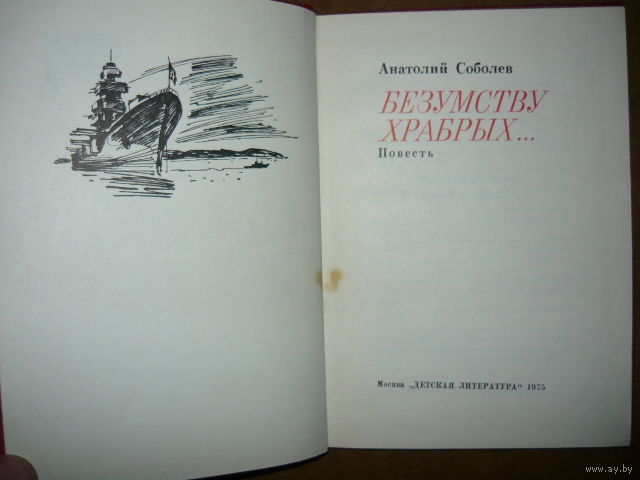 Анатолий Соболев
БЕЗУМСТВУ
ХРАБРЫХ...
Повесть
Москва „ДЕТСКАЯ ЛИТЕРАТУРА“ 1975
www.ay.by